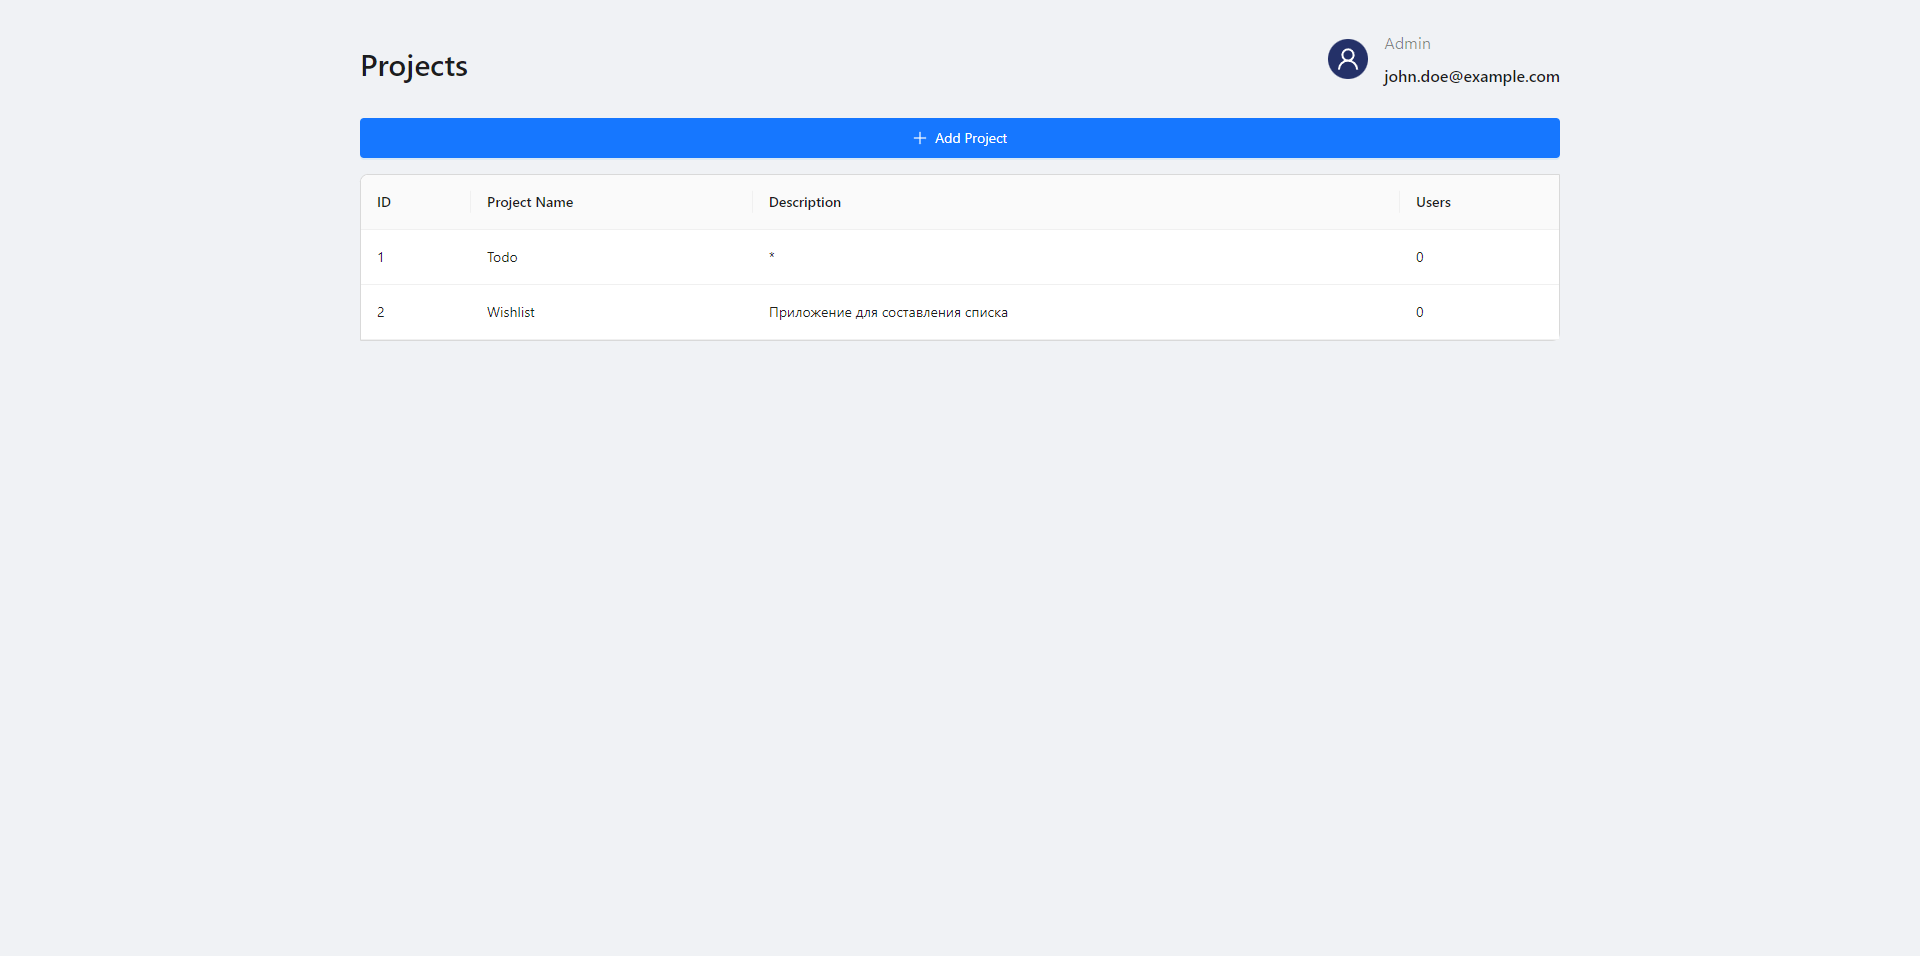 Projects
Admin
john.doe@example.com
Add Project
ID Project Name Description Users
1 Todo * 0
2 Wishlist Приложение для составления списка 0